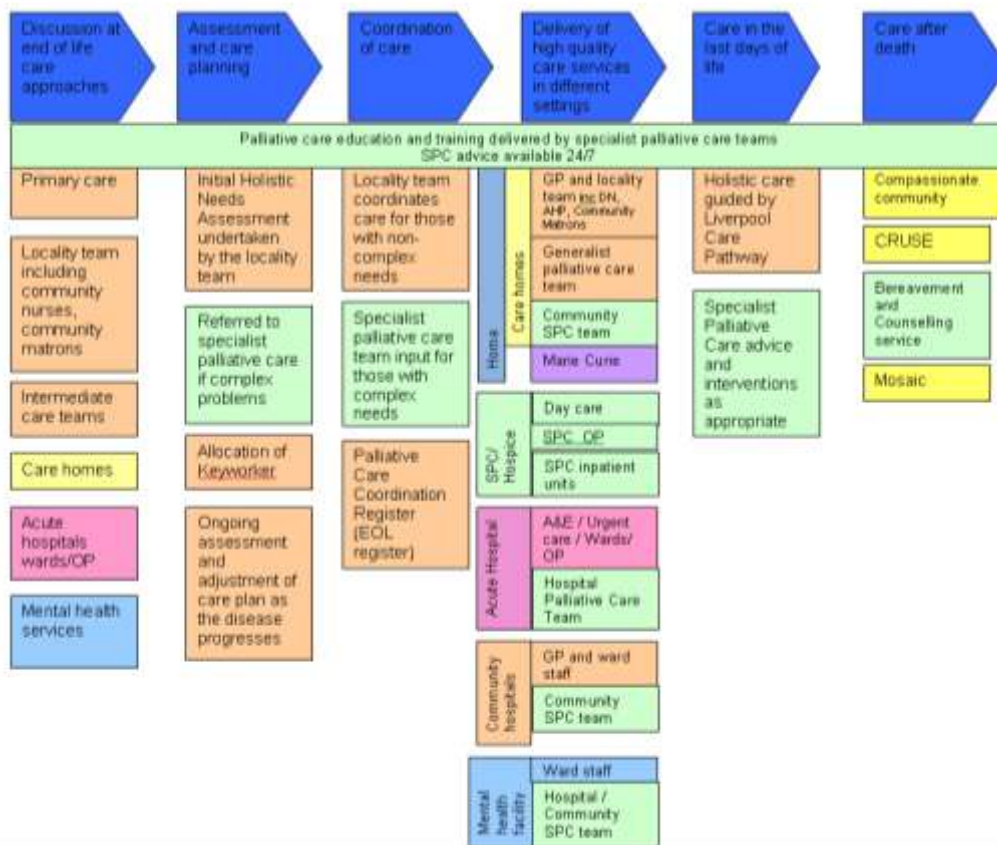 Discussion at
end of life
care
approaches
Assessment
and care
planning
Coordination
of care
Delivery of
high quality
care services
in different
settings
Care in the
last days of
life
Care after
death
Palliative care education and training delivered by specialist palliative care teams
SPC advice available 24/7
Primary care
Locality team
including
community
nurses,
community
matrons
Intermediate
care teams
Care homes
Acute
hospitals
wards/OP
Mental health
services
Initial Holistic
Needs
Assessment
undertaken
by the locality
team
Referred to
specialist
palliative care
if complex
problems
Allocation of
Keyworker
Ongoing
assessment
and
adjustment of
care plan as
the disease
progresses
Locality team
coordinates
care for those
with non-
complex
needs
Specialist
palliative care
team input for
those with
complex
needs
Palliative
Care
Coordination
Register
(EOL
register)
Home
Care homes
GP and locality
team inc DN,
AHP, Community
Matrons
Generalist
palliative care
team
Community
SPC team
Marie Curie
SPC/
Hospice
Day care
SPC OP
SPC inpatient
units
Acute Hospital
A&E / Urgent
care / Wards/
OP
Hospital
Palliative Care
Team
Community
hospitals
GP and ward
staff
Community
SPC team
Mental health
facility
Ward staff
Hospital /
Community
SPC team
Holistic care
guided by
Liverpool
Care
Pathway
Specialist
Palliative
Care advice
and
interventions
as
appropriate
Compassionate
community
CRUSE
Bereavement
and
Counselling
service
Mosaic